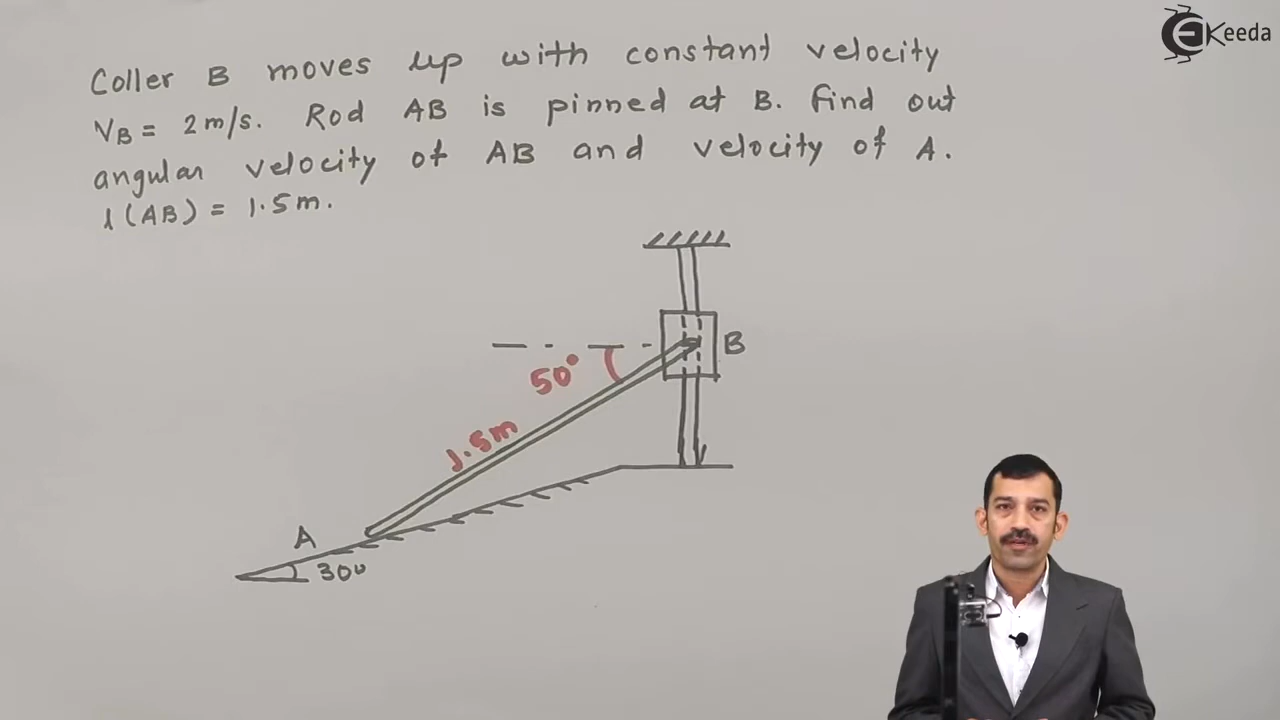 EKeeda
Coller B moves up with constant velocity
VB = 2 m/s. Rod AB is pinned at B. Find out
angular velocity of AB and velocity of A.
l(AB) = 1.5m.
B
50°
1.5m
A
30°